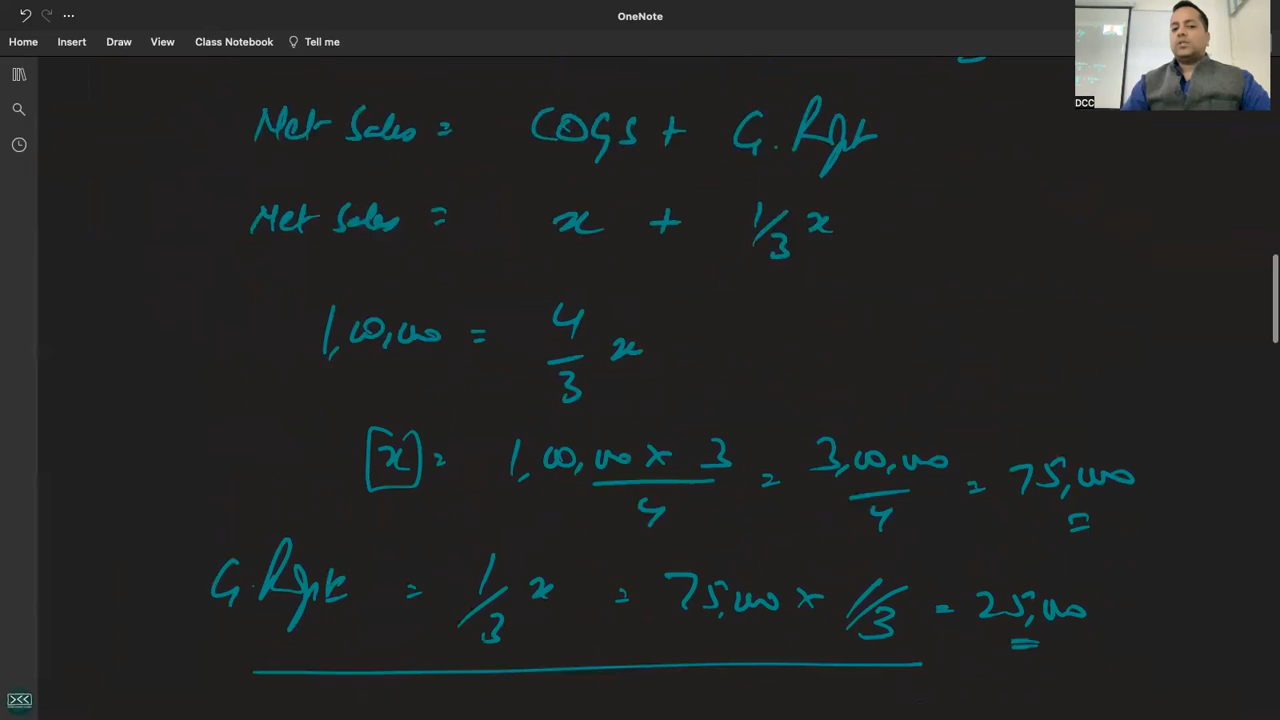 OneNote
Home Insert Draw View Class Notebook Tell me
DCC
Net Sales = COGS + G. Profit
Net Sales = x + 1/3 x
1,00,000 = 4/3 x
x = 1,00,000 × 3 / 4 = 3,00,000 / 4 = 75,000
G. Profit = 1/3 x = 75,000 × 1/3 = 25,000